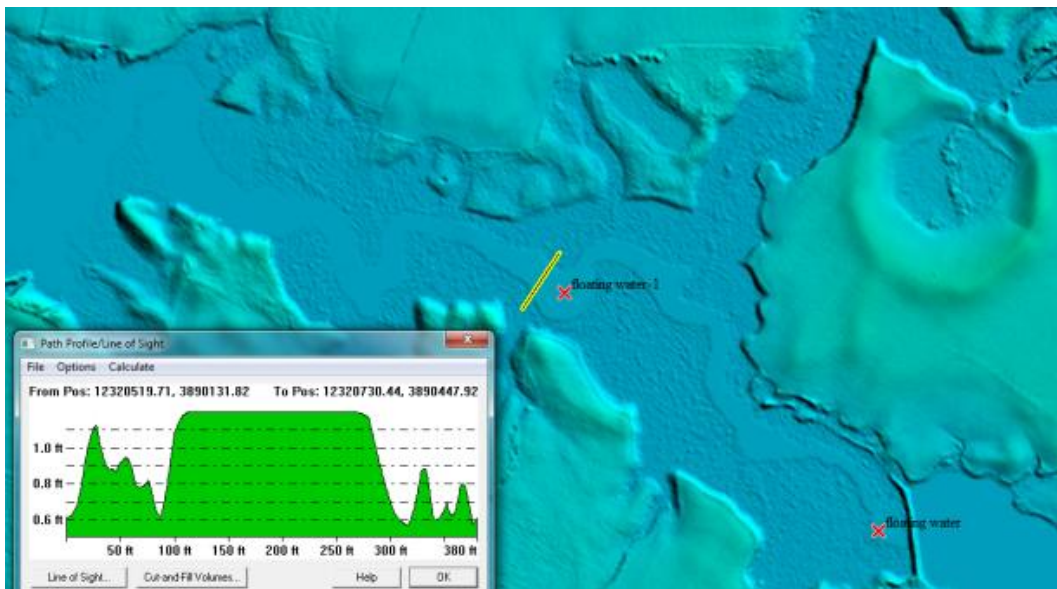 floating water-1
Path Profile/Line of Sight
File Options Calculate
From Pos: 12320519.71, 3890131.82 To Pos: 12320730.44, 3890447.92
1.0 ft
0.8 ft
0.6 ft
50 ft 100 ft 150 ft 200 ft 250 ft 300 ft 380 ft
floating water
Line of Sight... Cut-and-Fill Volumes... Help OK